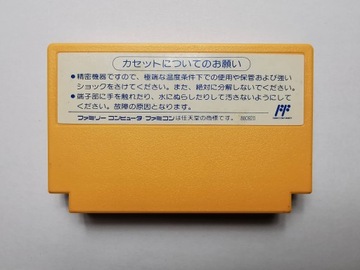 カセットについてのお願い
●精密機器ですので、極端な温度条件下での使用や保管および強い
ショックをさけてください。また、絶対に分解しないでください。
●端子部に手を触れたり、水にぬらしたりして汚さないようにして
ください。故障の原因となります。
ファミリーコンピュータ・ファミコンは任天堂の商標です。
FF